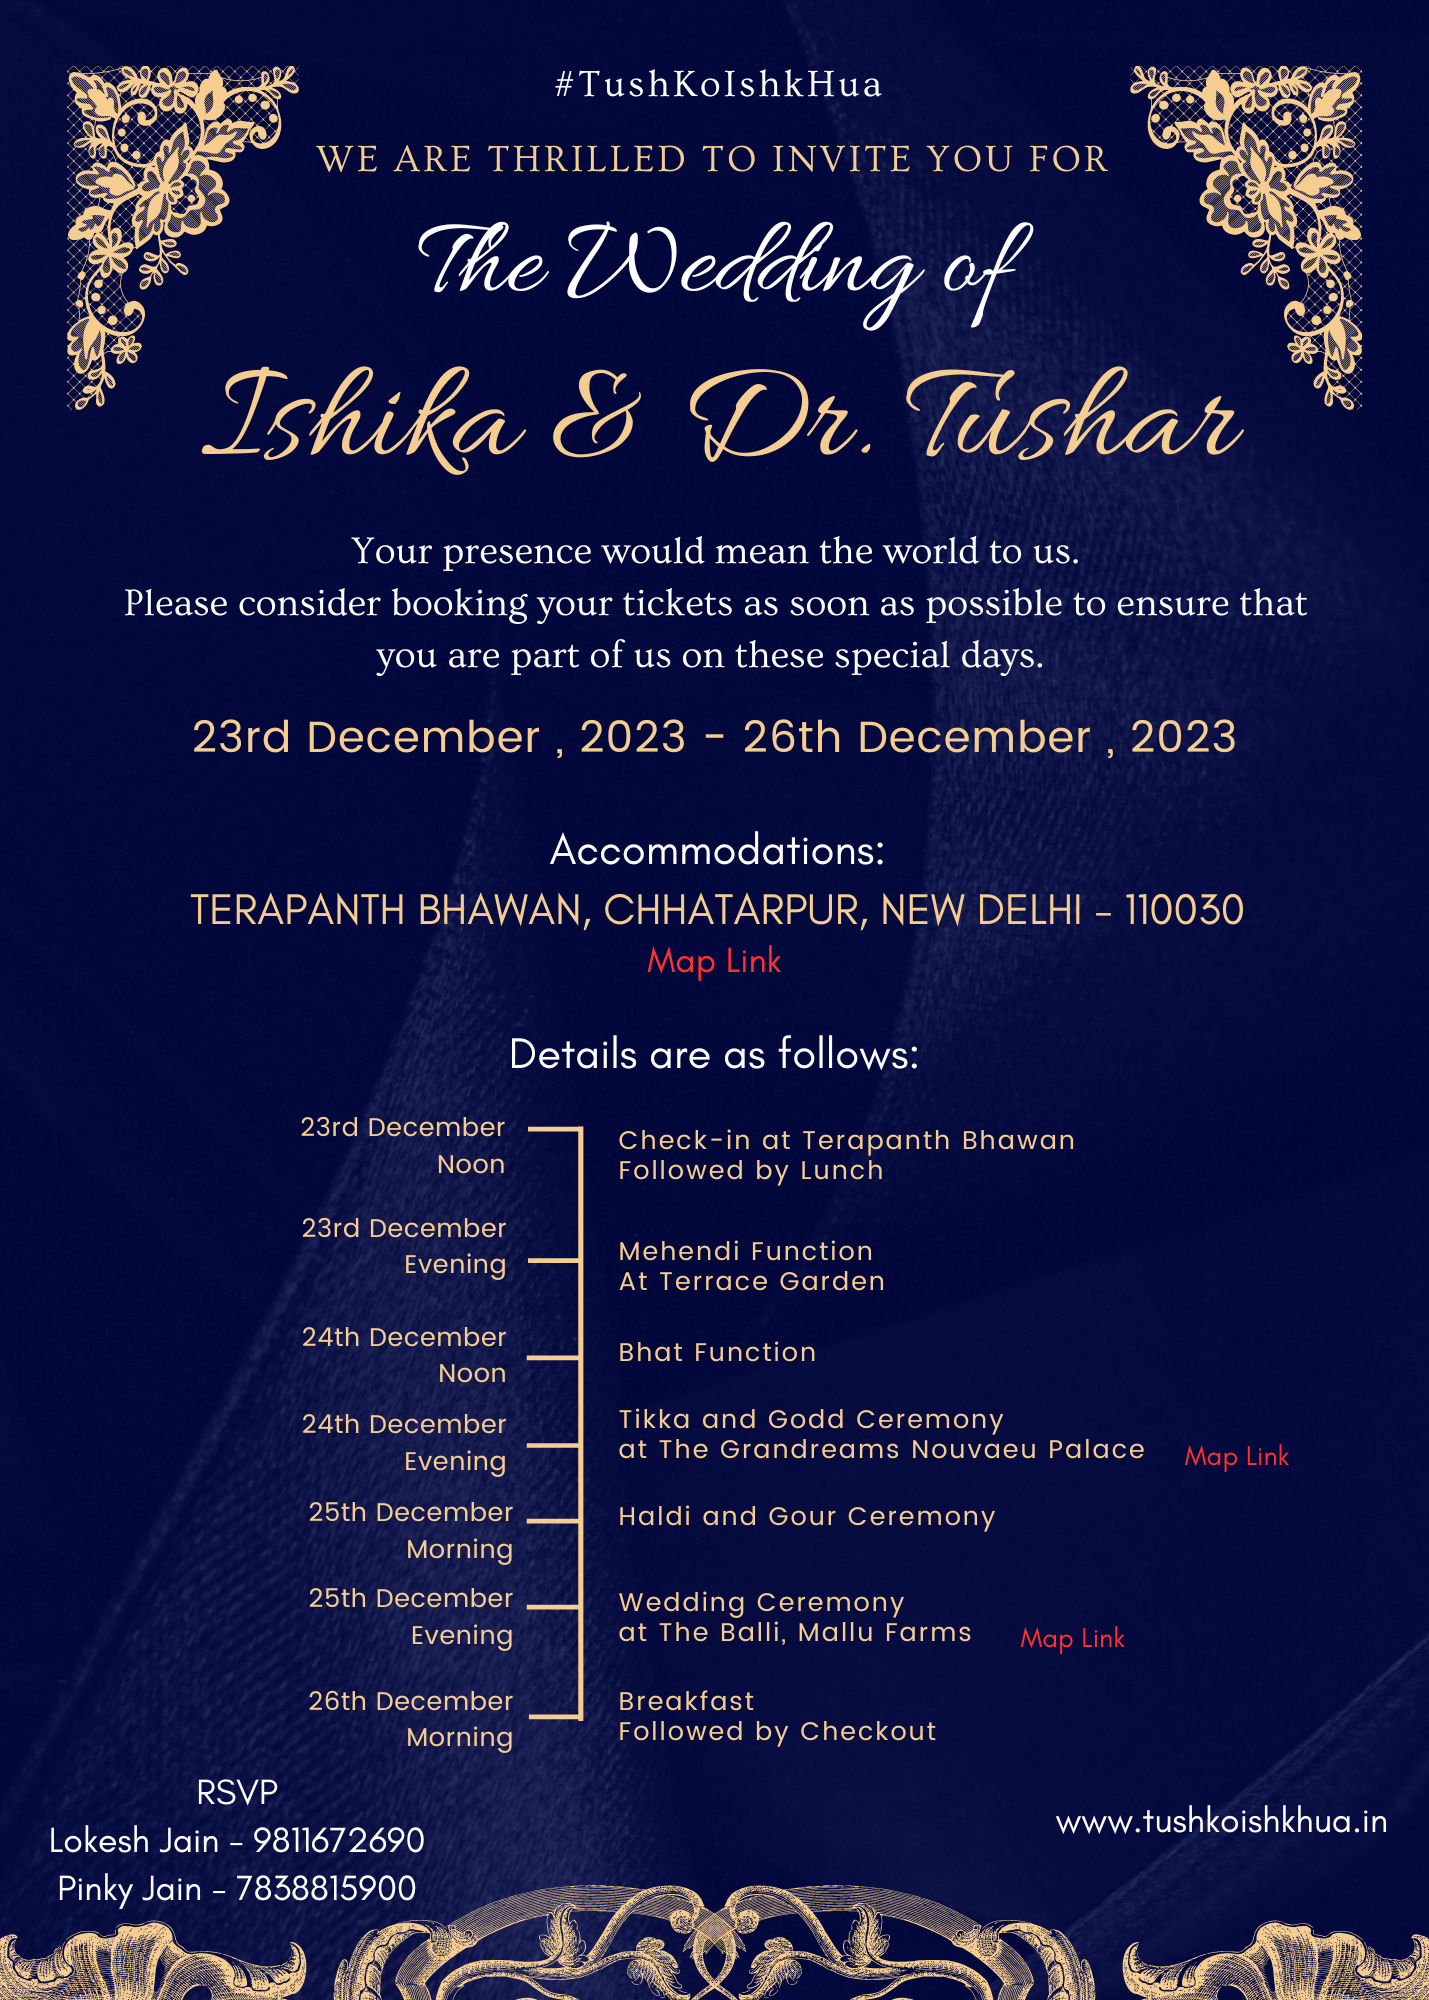 #TushKoIshkHua
WE ARE THRILLED TO INVITE YOU FOR
The Wedding of
Ishika & Dr. Tushar
Your presence would mean the world to us.
Please consider booking your tickets as soon as possible to ensure that
you are part of us on these special days.
23rd December , 2023 - 26th December , 2023
Accommodations:
TERAPANTH BHAWAN, CHHATARPUR, NEW DELHI - 110030
Map Link
Details are as follows:
23rd December
Noon
Check-in at Terapanth Bhawan
Followed by Lunch
23rd December
Evening
Mehendi Function
At Terrace Garden
24th December
Noon
Bhat Function
24th December
Evening
Tikka and Godd Ceremony
at The Grandreams Nouvaeu Palace
Map Link
25th December
Morning
Haldi and Gour Ceremony
25th December
Evening
Wedding Ceremony
at The Balli, Mallu Farms
Map Link
26th December
Morning
Breakfast
Followed by Checkout
RSVP
Lokesh Jain - 9811672690
Pinky Jain - 7838815900
www.tushkoishkhua.in